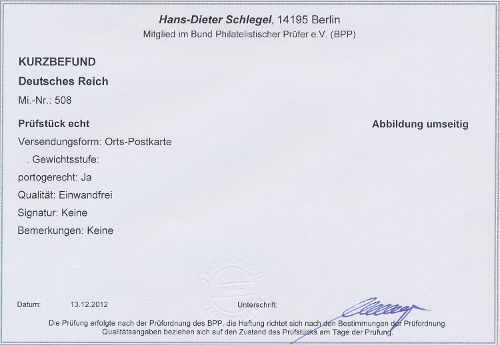 Hans-Dieter Schlegel, 14195 Berlin
Mitglied im Bund Philatelistischer Prüfer e.V. (BPP)
KURZBEFUND
Deutsches Reich
Mi.-Nr.: 508
Prüfstück echt
Abbildung umseitig
Versendungsform: Orts-Postkarte
. Gewichtsstufe:
portogerecht: Ja
Qualität: Einwandfrei
Signatur: Keine
Bemerkungen: Keine
Datum: 13.12.2012 Unterschrift:
Die Prüfung erfolgte nach der Prüfordnung des BPP, die Haftung richtet sich nach den Bestimmungen der Prüfordnung.
Qualitätsangaben beziehen sich auf den Zustand des Prüfstücks am Tage der Prüfung.